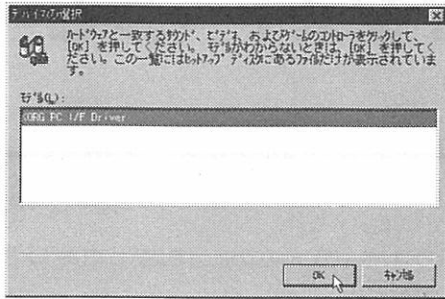 デバイスの選択
ハードウェアと一致するサウンド、ビデオ、およびゲームのコントローラをクリックして、
[OK] を押してください。モデルがわからないときは、[OK] を押してく
ださい。この一覧にはセットアップ ディスクにあるファイルだけが表示されていま
す。
モデル(L):
KORG PC I/F Driver
OK
キャンセル